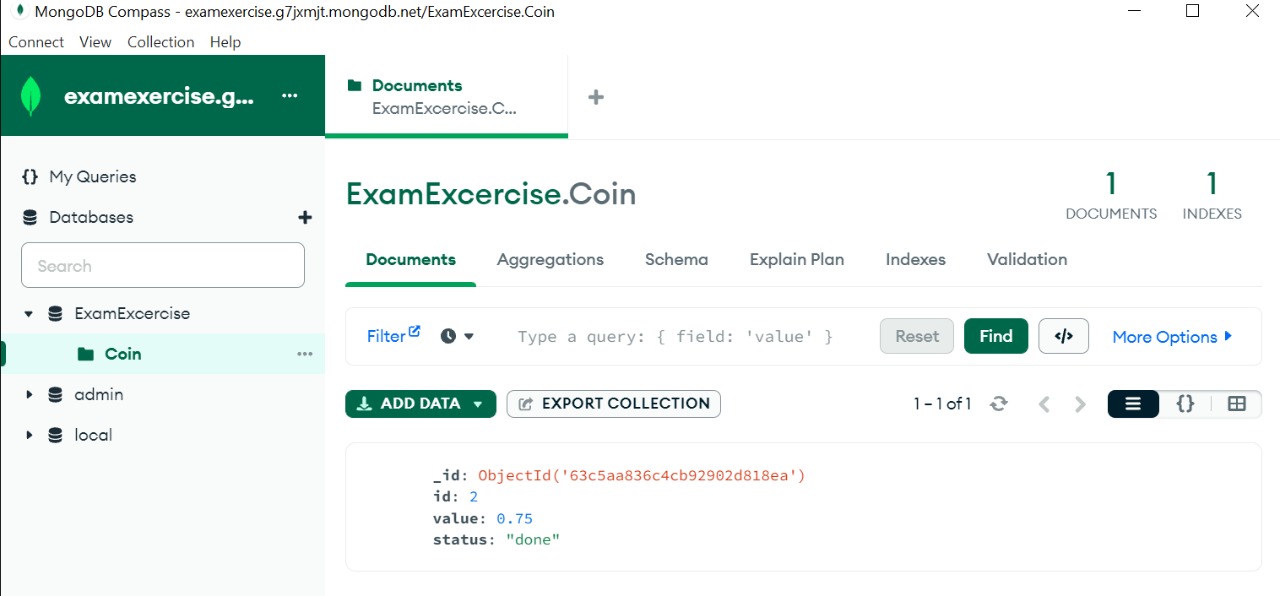 MongoDB Compass - examexercise.g7jxmjt.mongodb.net/ExamExcercise.Coin
Connect View Collection Help
examexercise.g... ...
Documents
ExamExcercise.C...
+
{} My Queries
Databases +
Search
ExamExcercise
Coin ...
admin
local
ExamExcercise.Coin
1 1
DOCUMENTS INDEXES
Documents Aggregations Schema Explain Plan Indexes Validation
Filter Type a query: { field: 'value' } Reset Find </> More Options
ADD DATA EXPORT COLLECTION 1 – 1 of 1 {}
_id: ObjectId('63c5aa836c4cb92902d818ea')
id: 2
value: 0.75
status: "done"